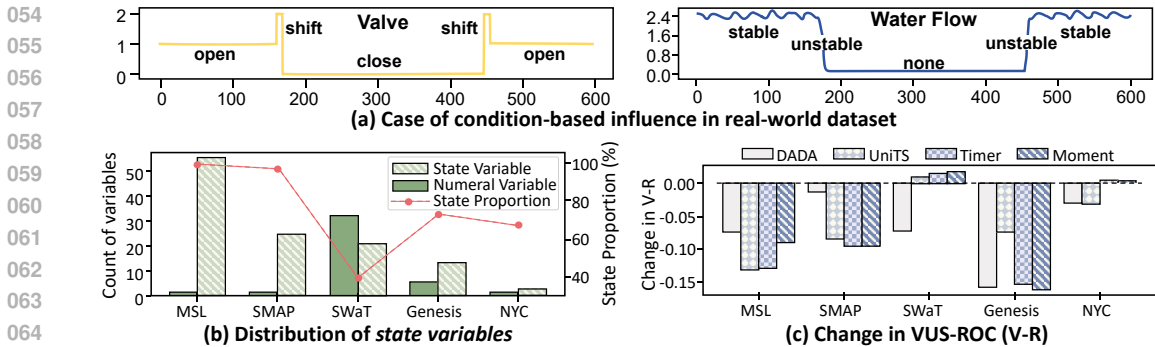 054
055
056
057
058
059
060
061
062
063
064
2
1
0
Valve
shift
shift
open
open
close
0 100 200 300 400 500 600
2.4
1.6
0.8
0.0
Water Flow
stable
stable
unstable
unstable
none
0 100 200 300 400 500 600
(a) Case of condition-based influence in real-world dataset
Count of variables
50
40
30
20
10
0
State Variable
Numeral Variable
State Proportion
100
80
60
40
State Proportion (%)
MSL SMAP SWaT Genesis NYC
(b) Distribution of state variables
DADA UniTS Timer Moment
Change in V-R
0.00
-0.05
-0.10
-0.15
MSL SMAP SWaT Genesis NYC
(c) Change in VUS-ROC (V-R)